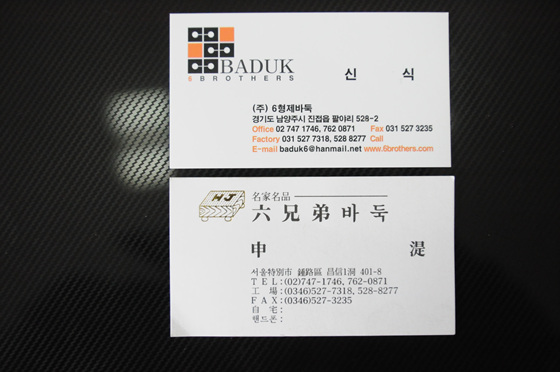 BADUK
6 BROTHERS
신 식
(주) 6형제바둑
경기도 남양주시 진접읍 팔야리 528-2
Office 02 747 1746, 762 0871 Fax 031 527 3235
Factory 031 527 7318, 528 8277 Call
E-mail baduk6@hanmail.net www.6brothers.com
HJ
名家名品
六兄弟바둑
申 湜
서울特別市 鍾路區 昌信1洞 401-8
TEL:(02)747-1746, 762-0871
工 場:(0346)527-7318, 528-8277
FAX:(0346)527-3235
自 宅:
핸드폰: